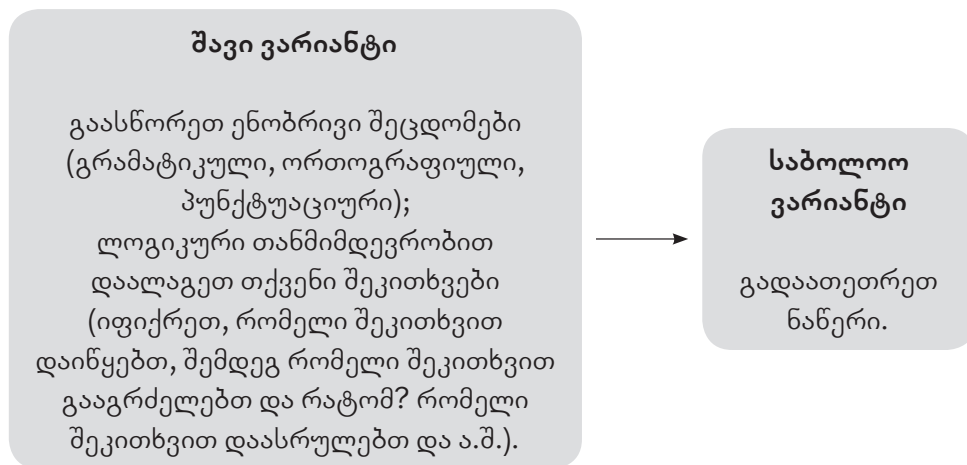 შავი ვარიანტი
გაასწორეთ ენობრივი შეცდომები
(გრამატიკული, ორთოგრაფიული,
პუნქტუაციური);
ლოგიკური თანმიმდევრობით
დაალაგეთ თქვენი შეკითხვები
(იფიქრეთ, რომელი შეკითხვით
დაიწყებთ, შემდეგ რომელი შეკითხვით
გააგრძელებთ და რატომ? რომელი
შეკითხვით დაასრულებთ და ა.შ.).
საბოლოო
ვარიანტი
გადაათეთრეთ
ნაწერი.